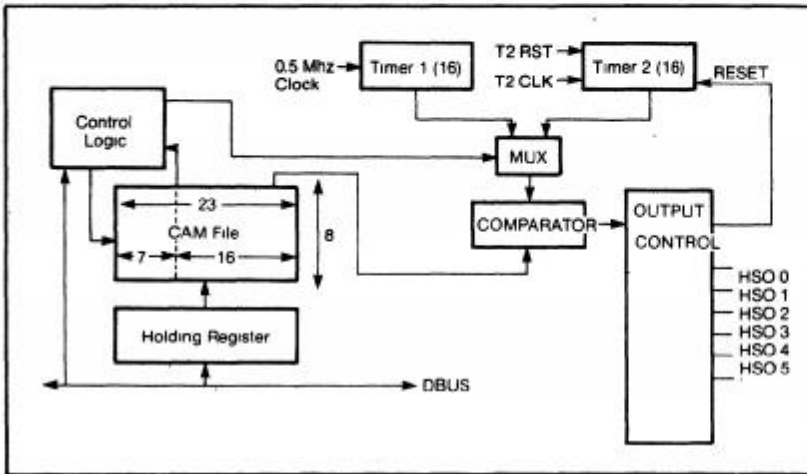 0.5 Mhz
Clock
Timer 1 (16)
T2 RST
T2 CLK
Timer 2 (16)
RESET
Control
Logic
MUX
23
CAM File
7
16
8
COMPARATOR
OUTPUT
CONTROL
HSO 0
HSO 1
HSO 2
HSO 3
HSO 4
HSO 5
Holding Register
DBUS